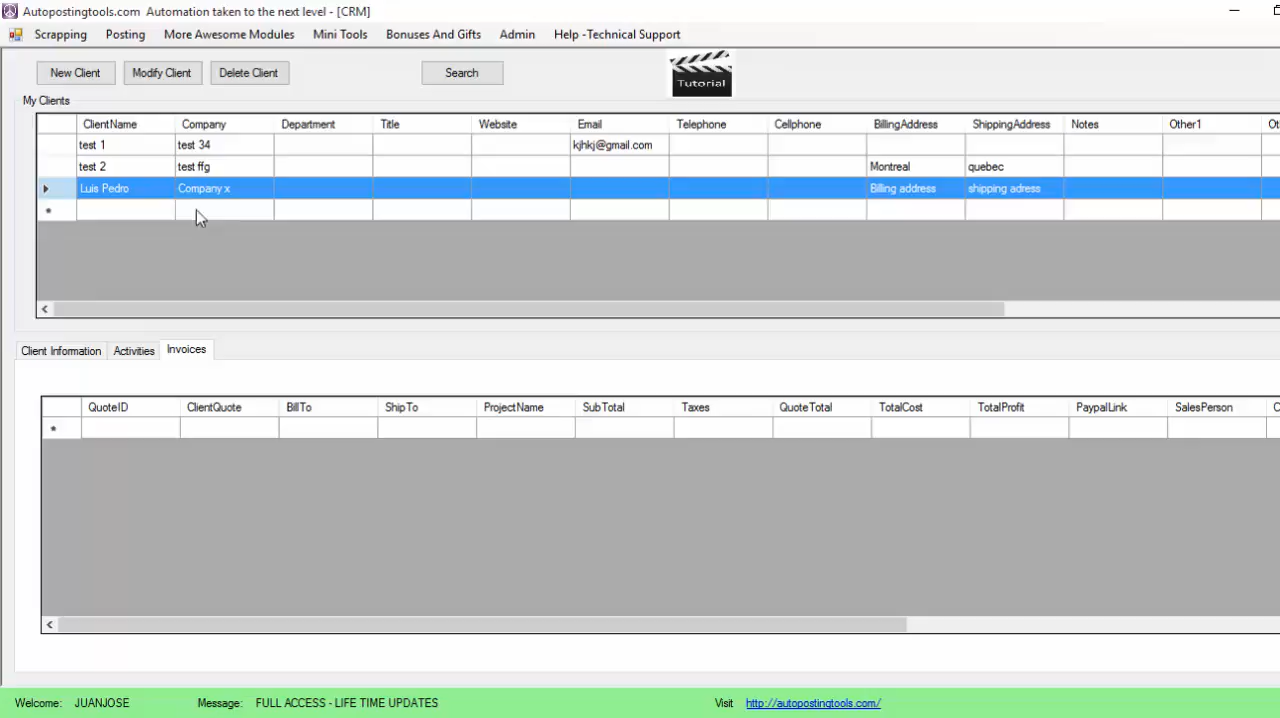 Autopostingtools.com Automation taken to the next level - [CRM]
Scrapping Posting More Awesome Modules Mini Tools Bonuses And Gifts Admin Help -Technical Support
New Client Modify Client Delete Client Search Tutorial
My Clients
ClientName Company Department Title Website Email Telephone Cellphone BillingAddress ShippingAddress Notes Other1 Ot
test 1 test 34 kjhkj@gmail.com
test 2 test ffg Montreal quebec
Luis Pedro Company x Billing address shipping adress
*
Client Information Activities Invoices
QuoteID ClientQuote BillTo ShipTo ProjectName SubTotal Taxes QuoteTotal TotalCost TotalProfit PaypalLink SalesPerson
*
Welcome: JUANJOSE Message: FULL ACCESS - LIFE TIME UPDATES Visit http://autopostingtools.com/